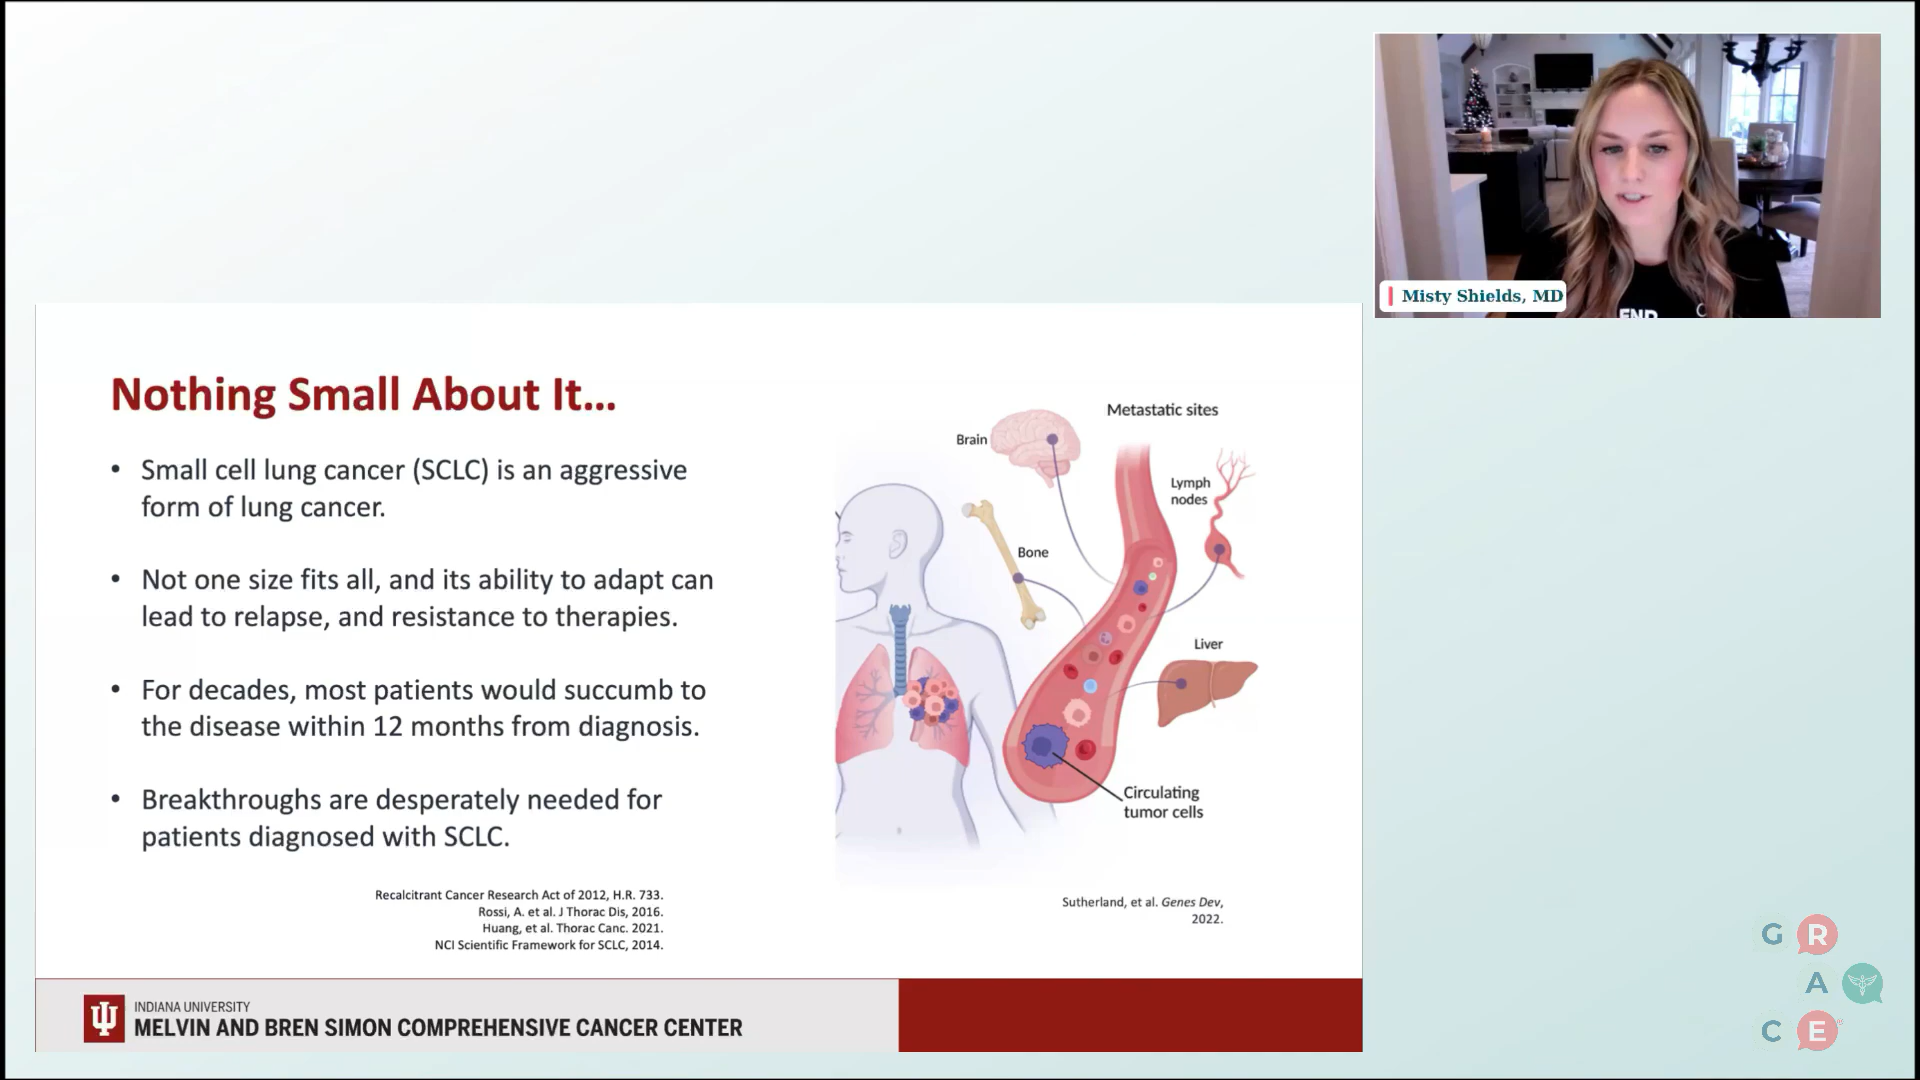 Misty Shields, MD
END
Nothing Small About It...
• Small cell lung cancer (SCLC) is an aggressive
form of lung cancer.
• Not one size fits all, and its ability to adapt can
lead to relapse, and resistance to therapies.
• For decades, most patients would succumb to
the disease within 12 months from diagnosis.
• Breakthroughs are desperately needed for
patients diagnosed with SCLC.
Recalcitrant Cancer Research Act of 2012, H.R. 733.
Rossi, A. et al. J Thorac Dis, 2016.
Huang, et al. Thorac Canc. 2021.
NCI Scientific Framework for SCLC, 2014.
Metastatic sites
Brain
Lymph
nodes
Bone
Liver
Circulating
tumor cells
Sutherland, et al. Genes Dev,
2022.
INDIANA UNIVERSITY
MELVIN AND BREN SIMON COMPREHENSIVE CANCER CENTER
G R
A
C E